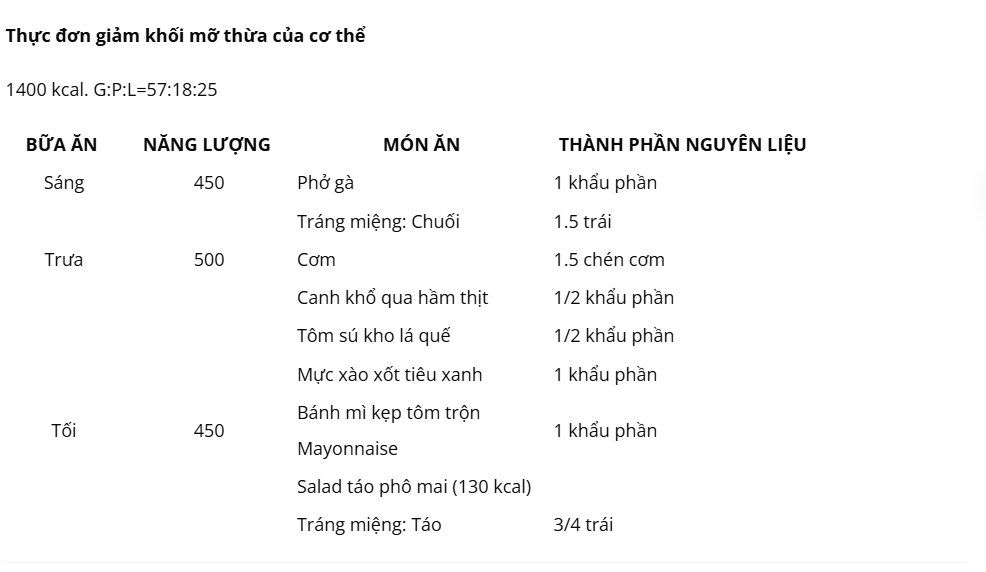 Thực đơn giảm khối mỡ thừa của cơ thể
1400 kcal. G:P:L=57:18:25
BỮA ĂN NĂNG LƯỢNG MÓN ĂN THÀNH PHẦN NGUYÊN LIỆU
Sáng 450 Phở gà 1 khẩu phần
Tráng miệng: Chuối 1.5 trái
Trưa 500 Cơm 1.5 chén cơm
Canh khổ qua hầm thịt 1/2 khẩu phần
Tôm sú kho lá quế 1/2 khẩu phần
Mực xào xốt tiêu xanh 1 khẩu phần
Bánh mì kẹp tôm trộn
Tối 450 1 khẩu phần
Mayonnaise
Salad táo phô mai (130 kcal)
Tráng miệng: Táo 3/4 trái